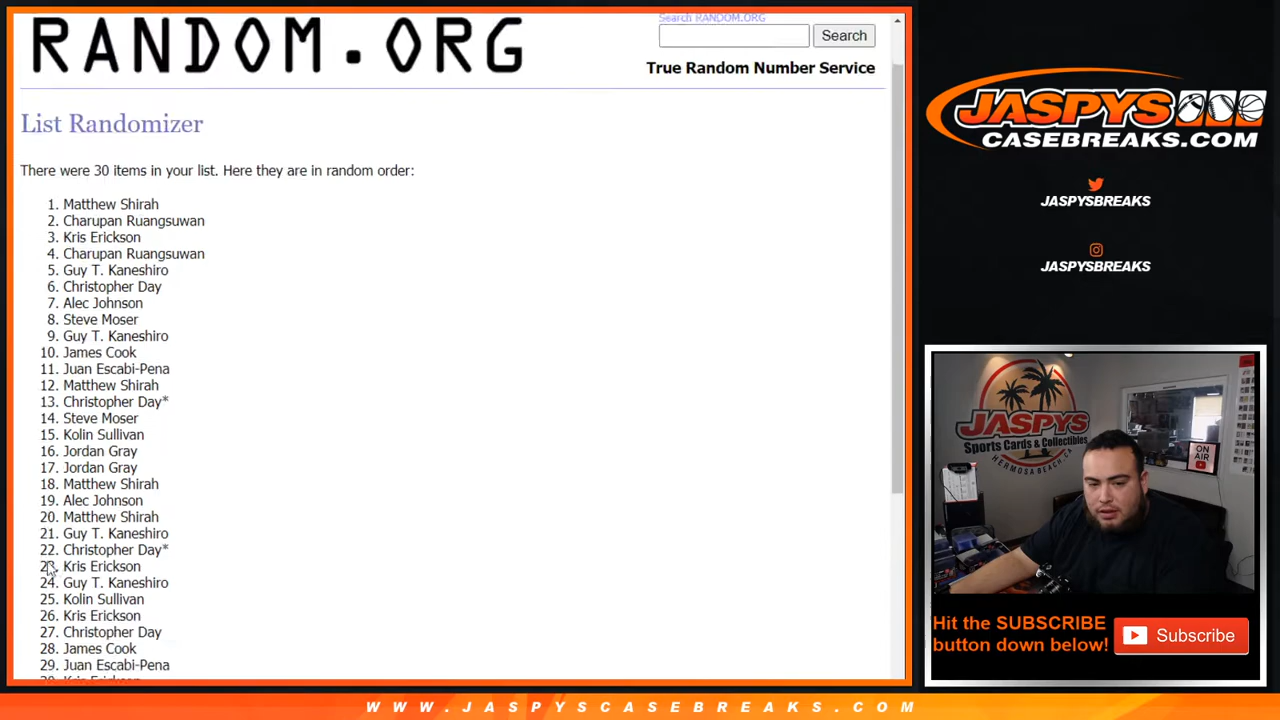 RANDOM.ORG
Search RANDOM.ORG
Search
True Random Number Service
List Randomizer
There were 30 items in your list. Here they are in random order:
1. Matthew Shirah
2. Charupan Ruangsuwan
3. Kris Erickson
4. Charupan Ruangsuwan
5. Guy T. Kaneshiro
6. Christopher Day
7. Alec Johnson
8. Steve Moser
9. Guy T. Kaneshiro
10. James Cook
11. Juan Escabi-Pena
12. Matthew Shirah
13. Christopher Day*
14. Steve Moser
15. Kolin Sullivan
16. Jordan Gray
17. Jordan Gray
18. Matthew Shirah
19. Alec Johnson
20. Matthew Shirah
21. Guy T. Kaneshiro
22. Christopher Day*
23. Kris Erickson
24. Guy T. Kaneshiro
25. Kolin Sullivan
26. Kris Erickson
27. Christopher Day
28. James Cook
29. Juan Escabi-Pena
30. Kris Erickson
JASPYS
CASEBREAKS.COM
JASPYSBREAKS
JASPYSBREAKS
JASPYS
Sports Cards & Collectibles
HERMOSA BEACH, CA
ON
AIR
Hit the SUBSCRIBE
button down below!
Subscribe
WWW.JASPYSCASEBREAKS.COM